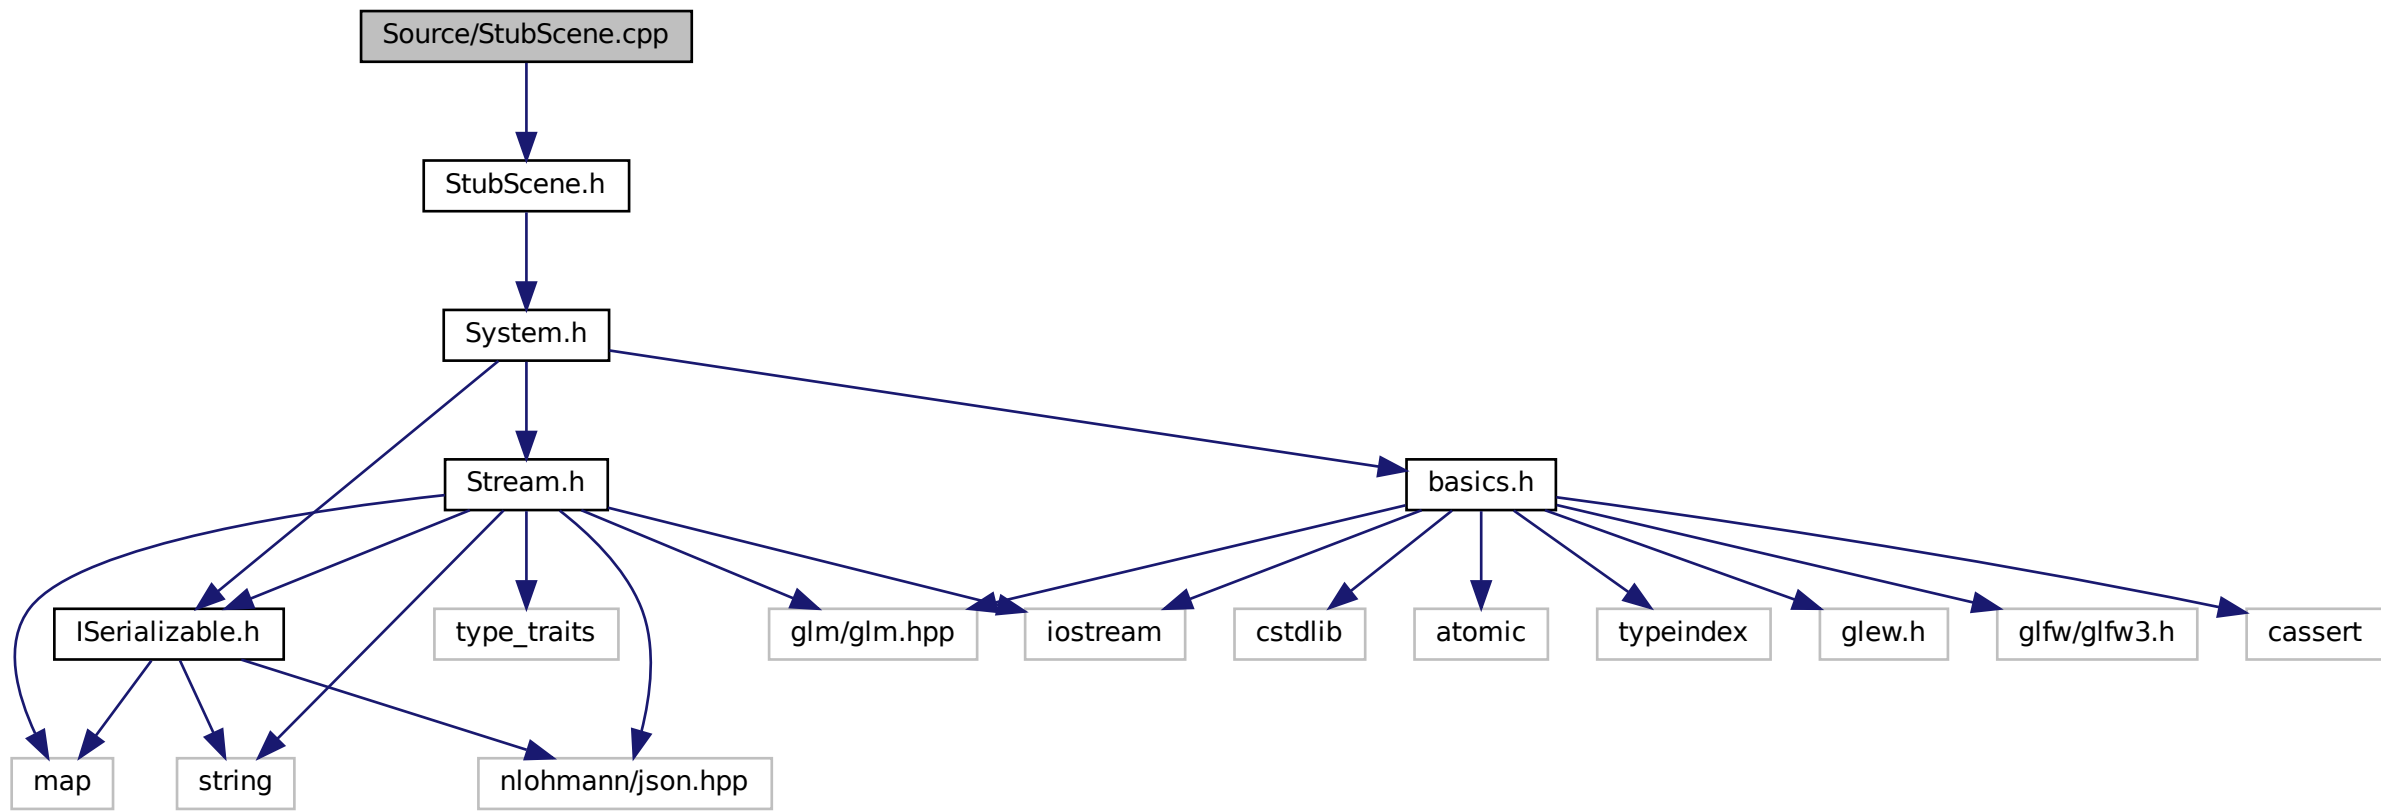 Source/StubScene.cpp
StubScene.h
System.h
Stream.h
basics.h
ISerializable.h
type_traits
glm/glm.hpp
iostream
cstdlib
atomic
typeindex
glew.h
glfw/glfw3.h
cassert
map
string
nlohmann/json.hpp